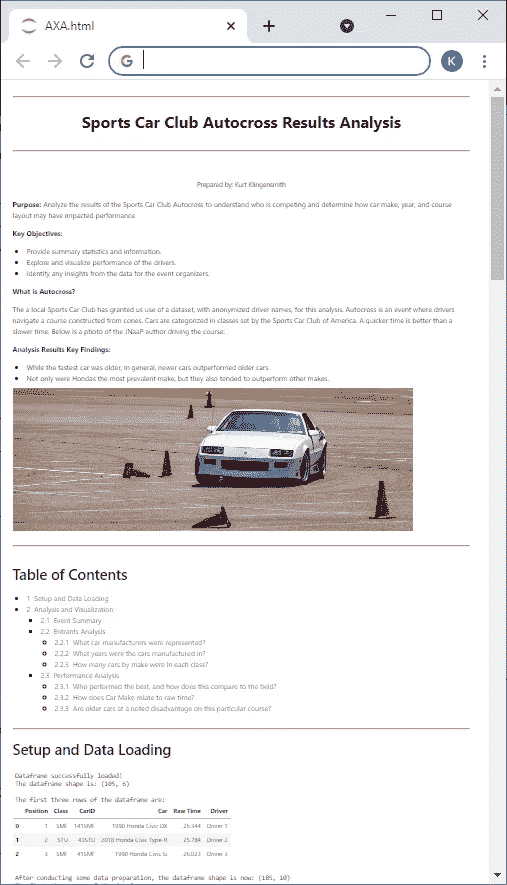 AXA.html
K
Sports Car Club Autocross Results Analysis
Prepared by: Kurt Klingensmith
Purpose: Analyze the results of the Sports Car Club Autocross to understand who is competing and determine how car make, year, and course
layout may have impacted performance.
Key Objectives:
Provide summary statistics and information.
Explore and visualize performance of the drivers.
Identify any insights from the data for the event organizers.
What is Autocross?
The a local Sports Car Club has granted us use of a dataset, with anonymized driver names, for this analysis. Autocross is an event where drivers
navigate a course constructed from cones. Cars are categorized in classes set by the Sports Car Club of America. A quicker time is better than a
slower time. Below is a photo of the JNaaP author driving the course:
Analysis Results Key Findings:
While the fastest car was older, in general, newer cars outperformed older cars.
Not only were Hondas the most prevalent make, but they also tended to outperform other makes.
Table of Contents
1 Setup and Data Loading
2 Analysis and Visualization
2.1 Event Summary
2.2 Entrants Analysis
2.2.1 What car manufacturers were represented?
2.2.2 What years were the cars manufactured in?
2.2.3 How many cars by make were in each class?
2.3 Performance Analysis
2.3.1 Who performed the best, and how does this compare to the field?
2.3.2 How does Car Make relate to raw time?
2.3.3 Are older cars at a noted disadvantage on this particular course?
Setup and Data Loading
Dataframe successfully loaded!
The dataframe shape is: (105, 6)
The first three rows of the dataframe are:
Position Class CarID Car Raw Time Driver
0 1 SMF 141SMF 1990 Honda Civic DX 25.344 Driver 1
1 2 STU 43STU 2018 Honda Civic Type-R 25.784 Driver 2
2 3 SMF 41SMF 1990 Honda Civic Si 26.023 Driver 3
After conducting some data preparation, the dataframe shape is now: (105, 10)